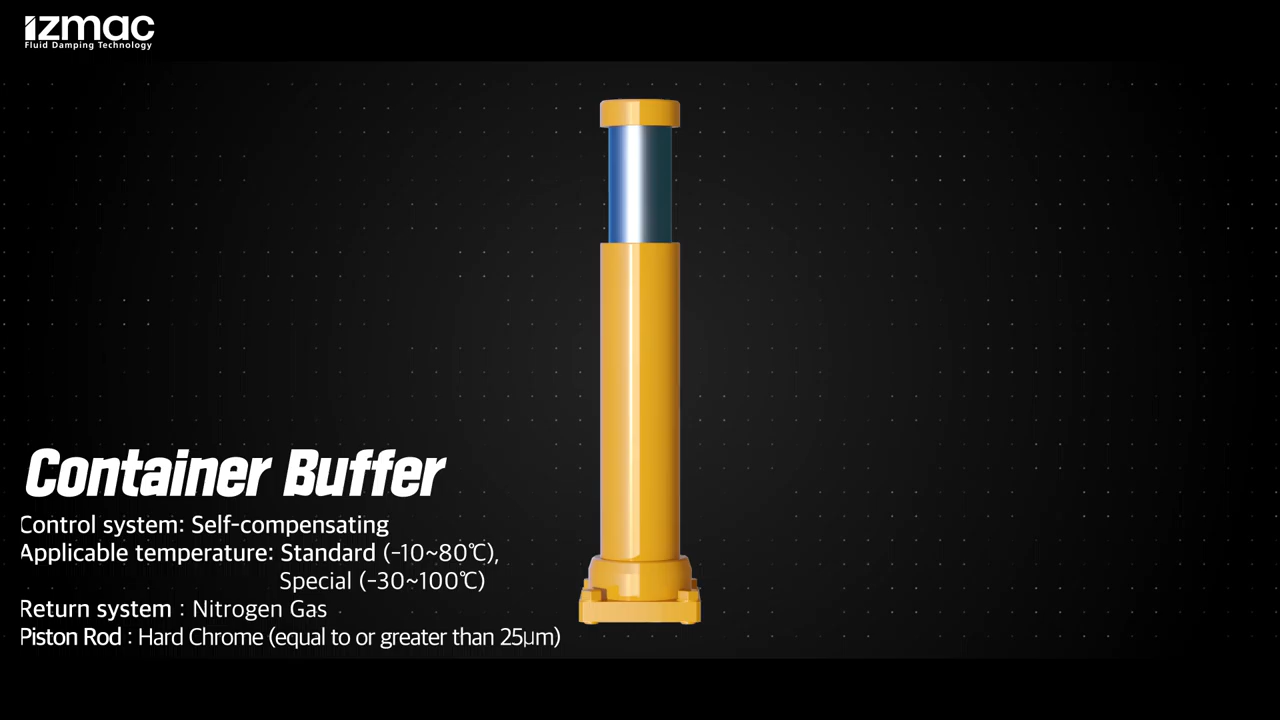 izmac
Fluid Damping Technology
Container Buffer
Control system: Self-compensating
Applicable temperature: Standard (-10~80℃),
Special (-30~100℃)
Return system : Nitrogen Gas
Piston Rod : Hard Chrome (equal to or greater than 25μm)